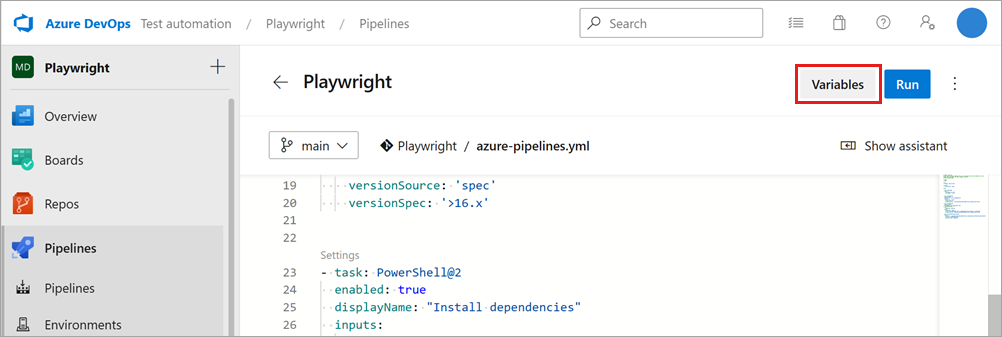 Azure DevOps Test automation / Playwright / Pipelines Search
MD Playwright
Overview
Boards
Repos
Pipelines
Pipelines
Environments
Playwright
Variables Run
main Playwright / azure-pipelines.yml Show assistant
19 versionSource: 'spec'
20 versionSpec: '>16.x'
21
22
Settings
23 - task: PowerShell@2
24 enabled: true
25 displayName: "Install dependencies"
26 inputs: